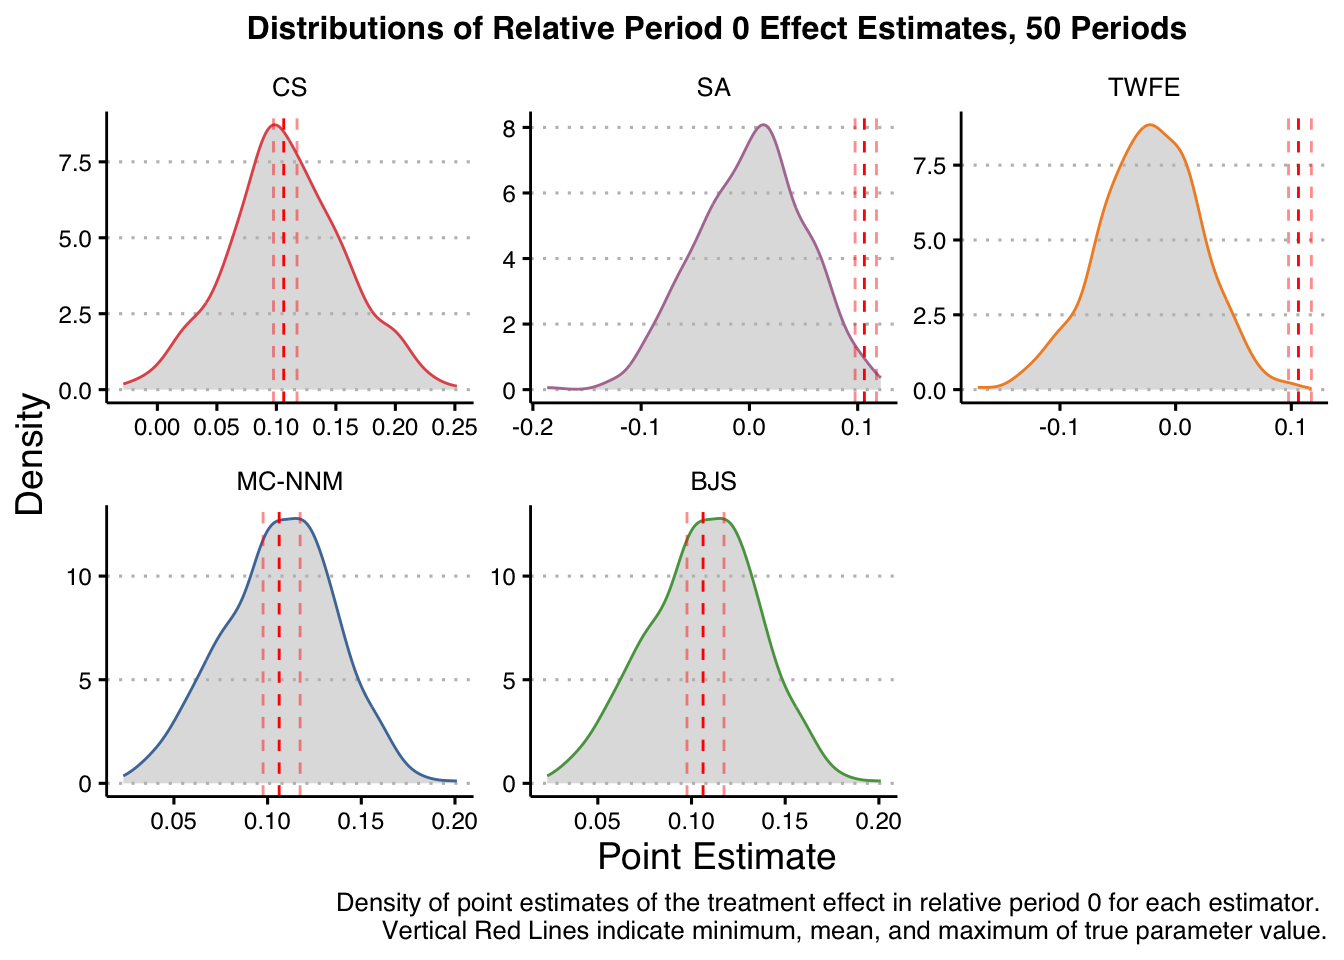 Distributions of Relative Period 0 Effect Estimates, 50 Periods
CS
SA
TWFE
7.5
5.0
2.5
0.0
0.00 0.05 0.10 0.15 0.20 0.25
8
6
4
2
0
-0.2 -0.1 0.0 0.1
7.5
5.0
2.5
0.0
-0.1 0.0 0.1
Density
MC-NNM
BJS
10
5
0
0.05 0.10 0.15 0.20
10
5
0
0.05 0.10 0.15 0.20
Point Estimate
Density of point estimates of the treatment effect in relative period 0 for each estimator.
Vertical Red Lines indicate minimum, mean, and maximum of true parameter value.